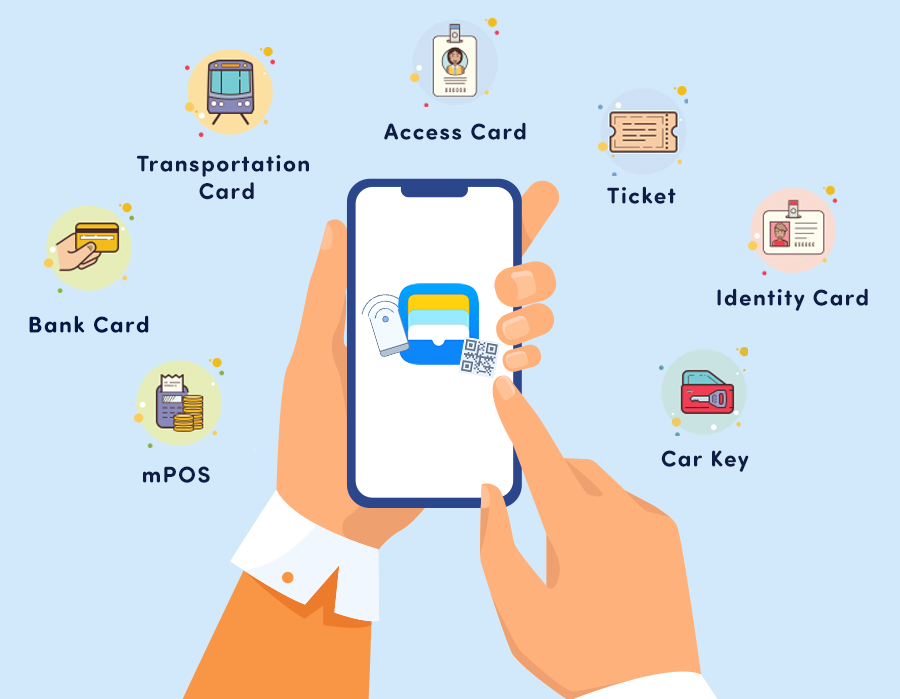 Access Card
Transportation
Card
Ticket
Identity Card
Bank Card
Car Key
mPOS